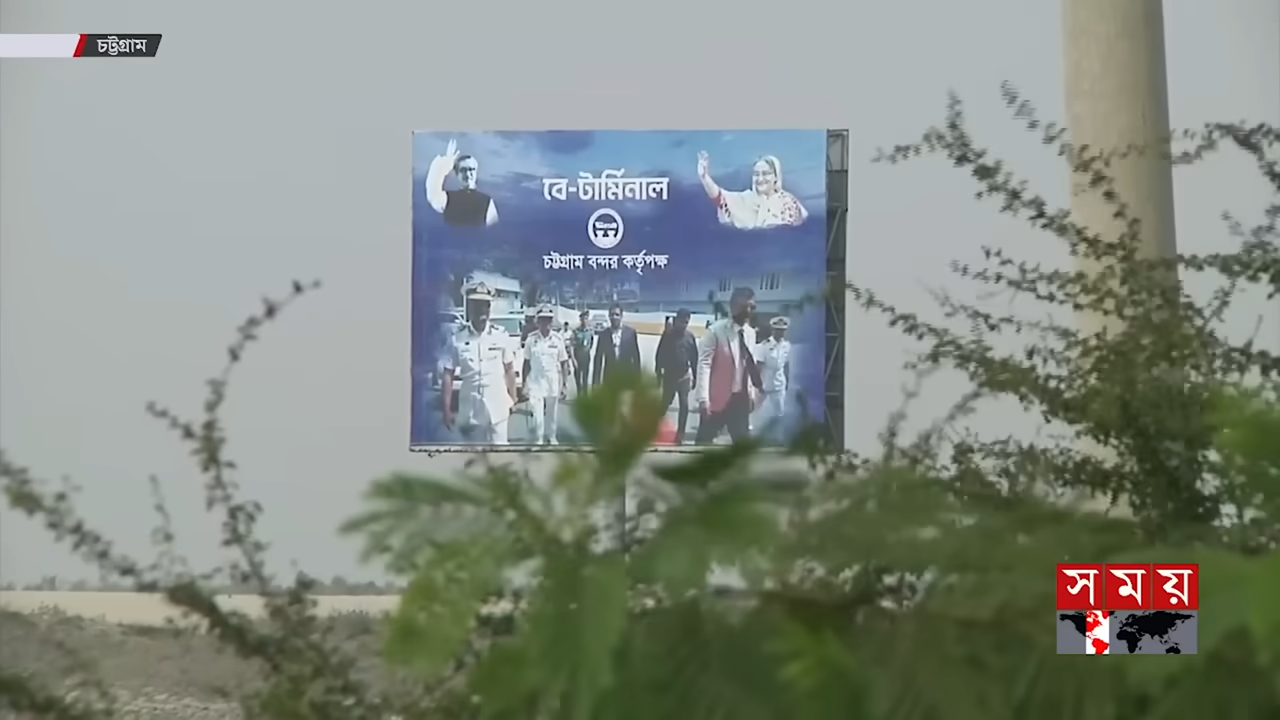 চট্টগ্রাম
বে-টার্মিনাল
চট্টগ্রাম বন্দর কর্তৃপক্ষ
সময়